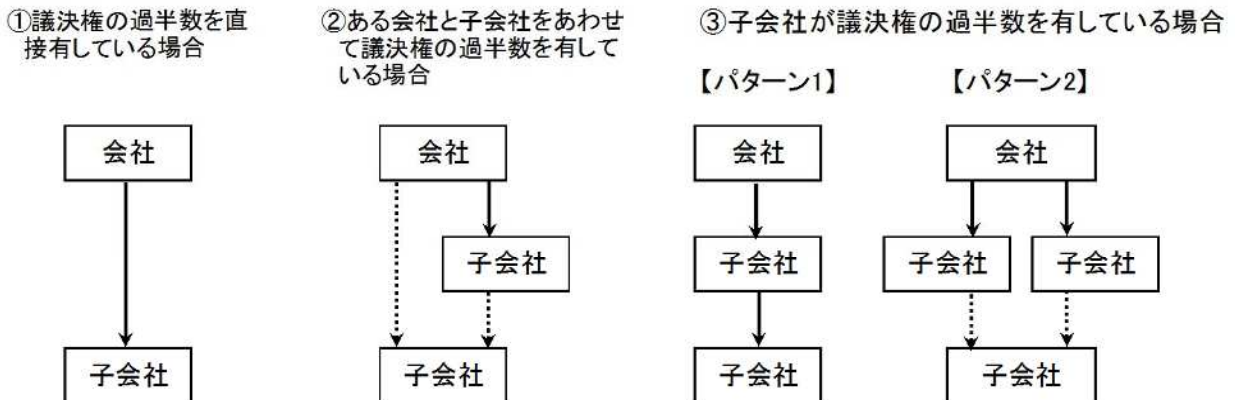 ①議決権の過半数を直
接有している場合
②ある会社と子会社をあわせ
て議決権の過半数を有して
いる場合
③子会社が議決権の過半数を有している場合
【パターン1】
【パターン2】
会社
会社
会社
会社
子会社
子会社
子会社
子会社
子会社
子会社
子会社
子会社